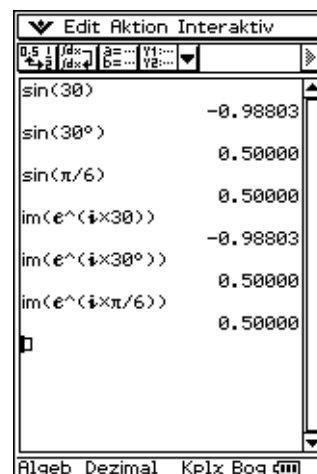 Edit Aktion Interaktiv
sin(30)
-0.98803
sin(30°)
0.50000
sin(π/6)
0.50000
im(e^(i×30))
-0.98803
im(e^(i×30°))
0.50000
im(e^(i×π/6))
0.50000
Algeb Dezimal Kplx Bog